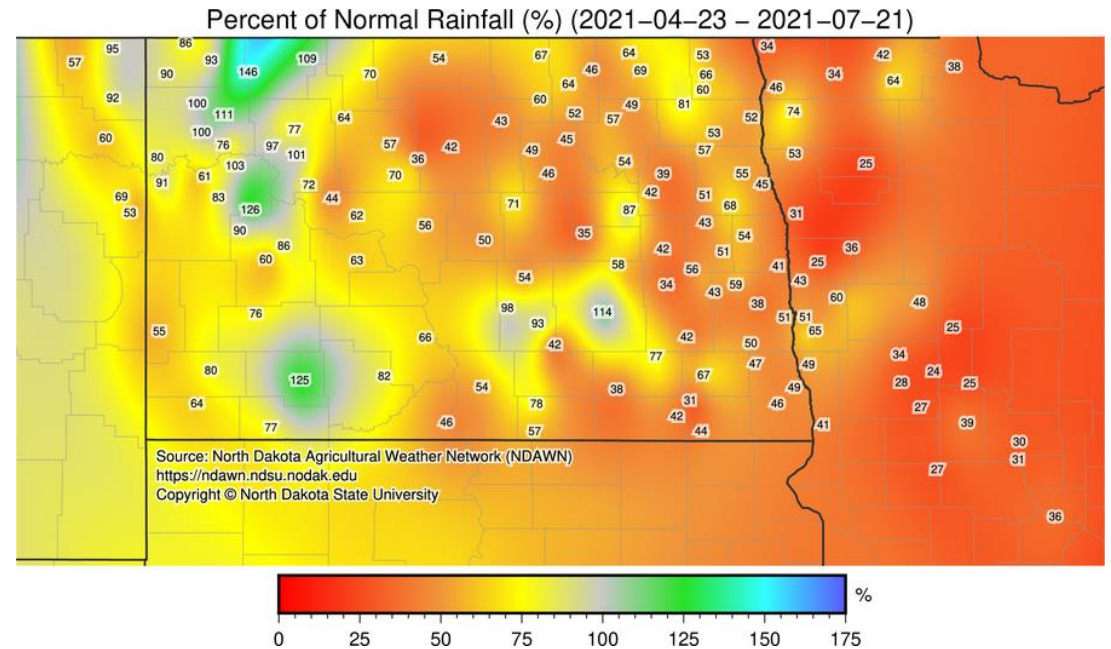 Percent of Normal Rainfall (%) (2021−04−23 − 2021−07−21)
86
95 93 109 54 67 64 53 34 42
57 90 146 70 64 46 69 66 46 34 64 38
92 100 60 49 81 60
111 64 43 52 57 52 74
60 100 76 77 57 42 45 53
80 97 101 36 49 54 57 53 25
91 61 103 72 70 46 39 55 45
69 83 44 42 51
53 126 62 71 87 68 31
90 56 35 43
86 50 42 51 54 36
60 63 58 56 41 25
54 34 43 59 43
76 98 93 114 38 60 48
55 66 42 42 51 51 65 25
80 77 50 47 49 34
125 82 54 38 67 49 28 24 25
64 78 31 46 27
77 46 57 42 44 41 39
30
31
27
36
Source: North Dakota Agricultural Weather Network (NDAWN)
https://ndawn.ndsu.nodak.edu
Copyright © North Dakota State University
%
0 25 50 75 100 125 150 175